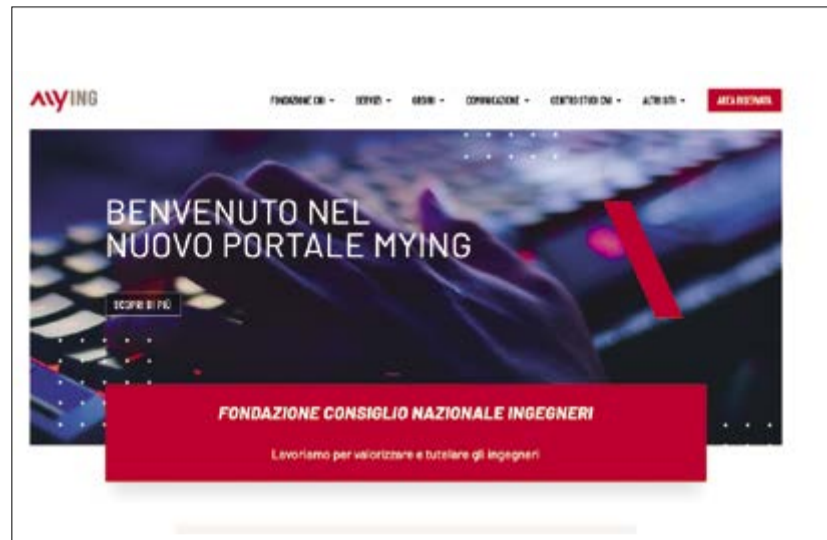 MYING
FONDAZIONE CNI SERVIZI ORDINI COMUNICAZIONE CENTRO STUDI CNI ALTRI SITI AREA RISERVATA
BENVENUTO NEL
NUOVO PORTALE MYING
SCOPRI DI PIÙ
FONDAZIONE CONSIGLIO NAZIONALE INGEGNERI
Lavoriamo per valorizzare e tutelare gli ingegneri